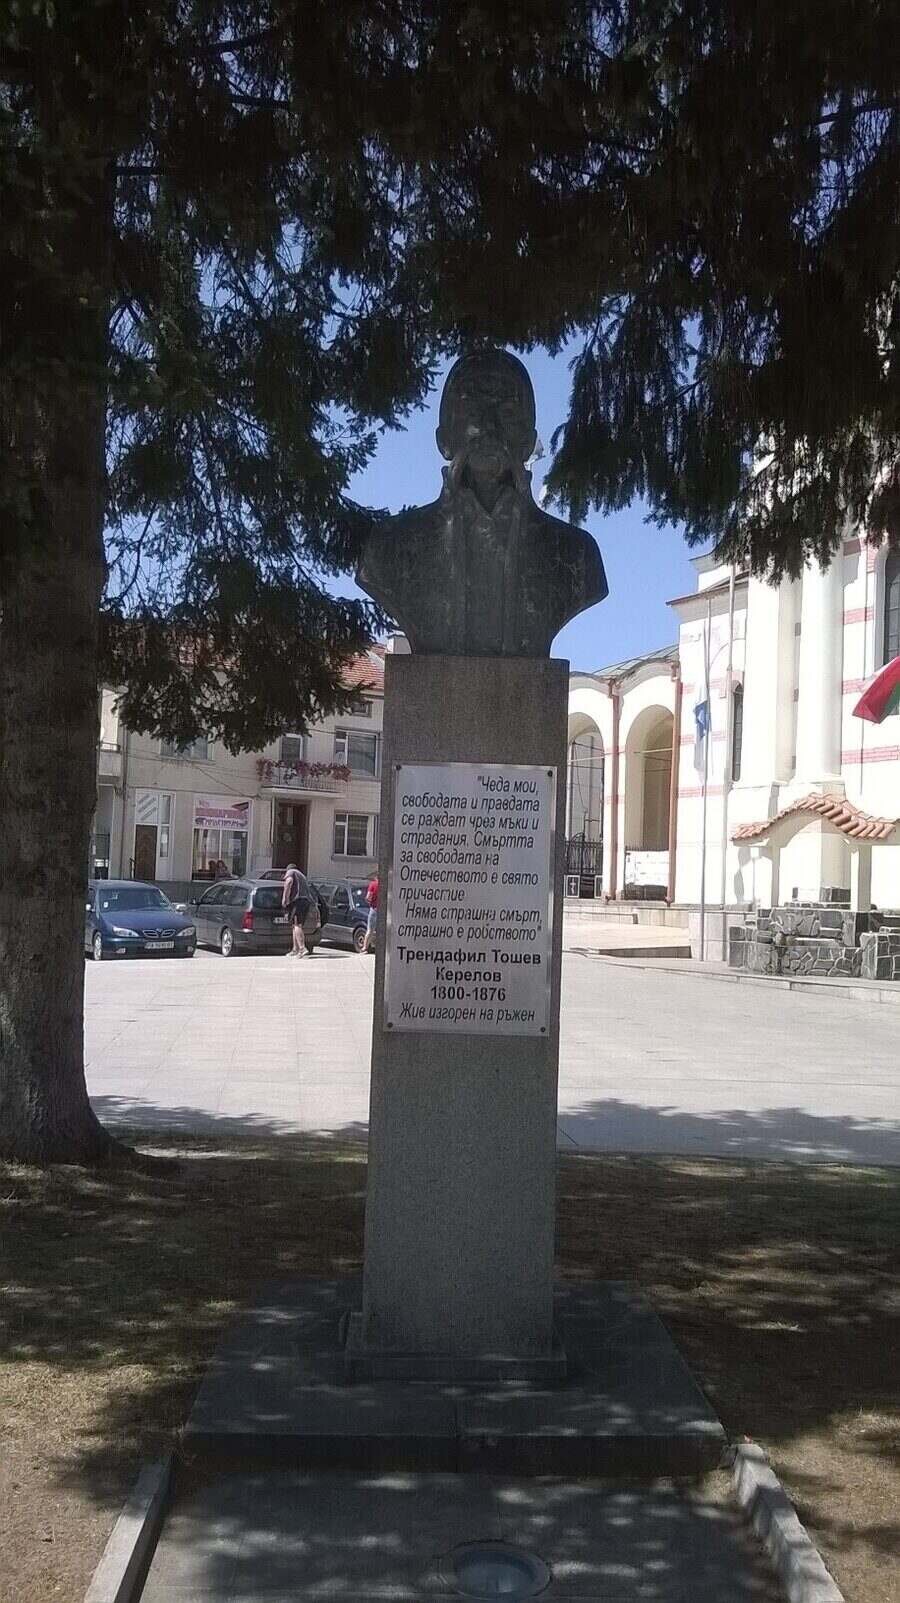 "Чеда мои,
свободата и правдата
се раждат чрез мъки и
страдания. Смъртта
за свободата на
Отечеството е свято
причастие
Няма страшна смърт,
страшно е робството"
Трендафил Тошев
Керелов
1800-1876
Жив изгорен на ръжен